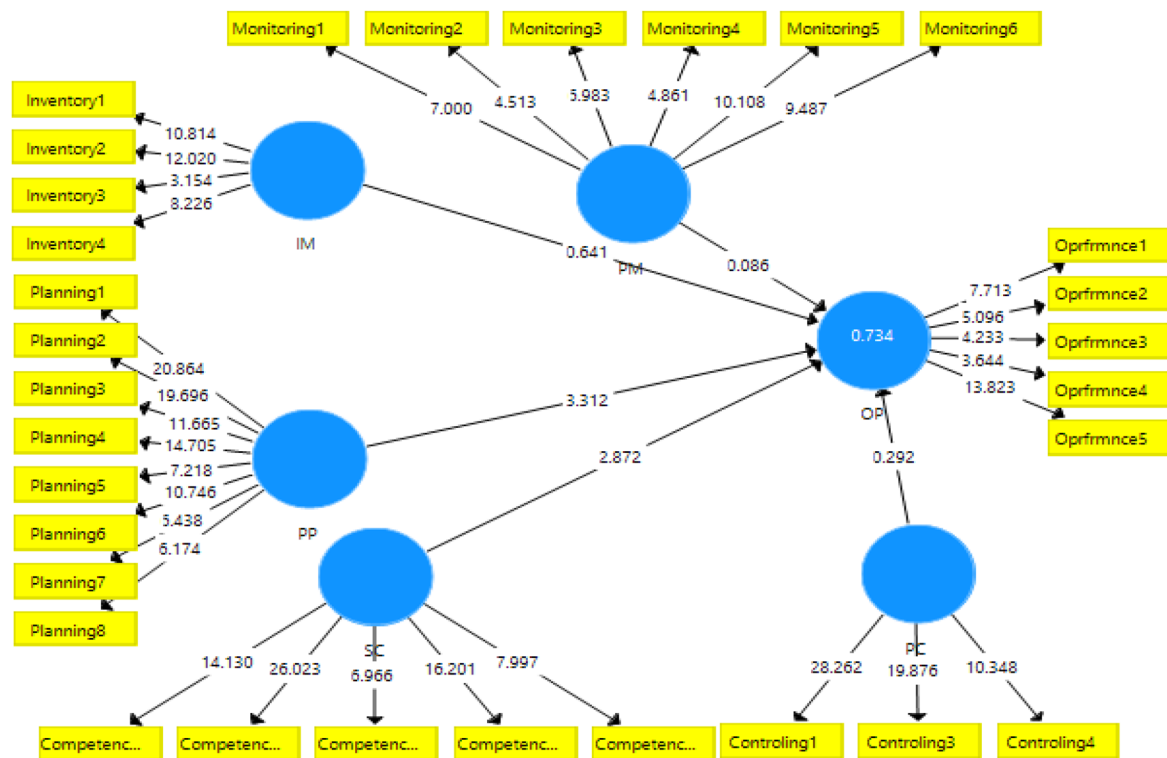 Monitoring1
Monitoring2
Monitoring3
Monitoring4
Monitoring5
Monitoring6
7.000
4.513
5.983
4.861
10.108
9.487
Inventory1
Inventory2
Inventory3
Inventory4
10.814
12.020
3.154
8.226
IM
PM
0.641
0.086
Planning1
Planning2
Planning3
Planning4
Planning5
Planning6
Planning7
Planning8
20.864
19.696
11.665
14.705
7.218
10.746
5.438
6.174
PP
3.312
2.872
0.734
OP
0.292
7.713
5.096
4.233
3.644
13.823
Oprfrmnce1
Oprfrmnce2
Oprfrmnce3
Oprfrmnce4
Oprfrmnce5
SC
14.130
26.023
6.966
16.201
7.997
PC
28.262
19.876
10.348
Competenc...
Competenc...
Competenc...
Competenc...
Competenc...
Controling1
Controling3
Controling4